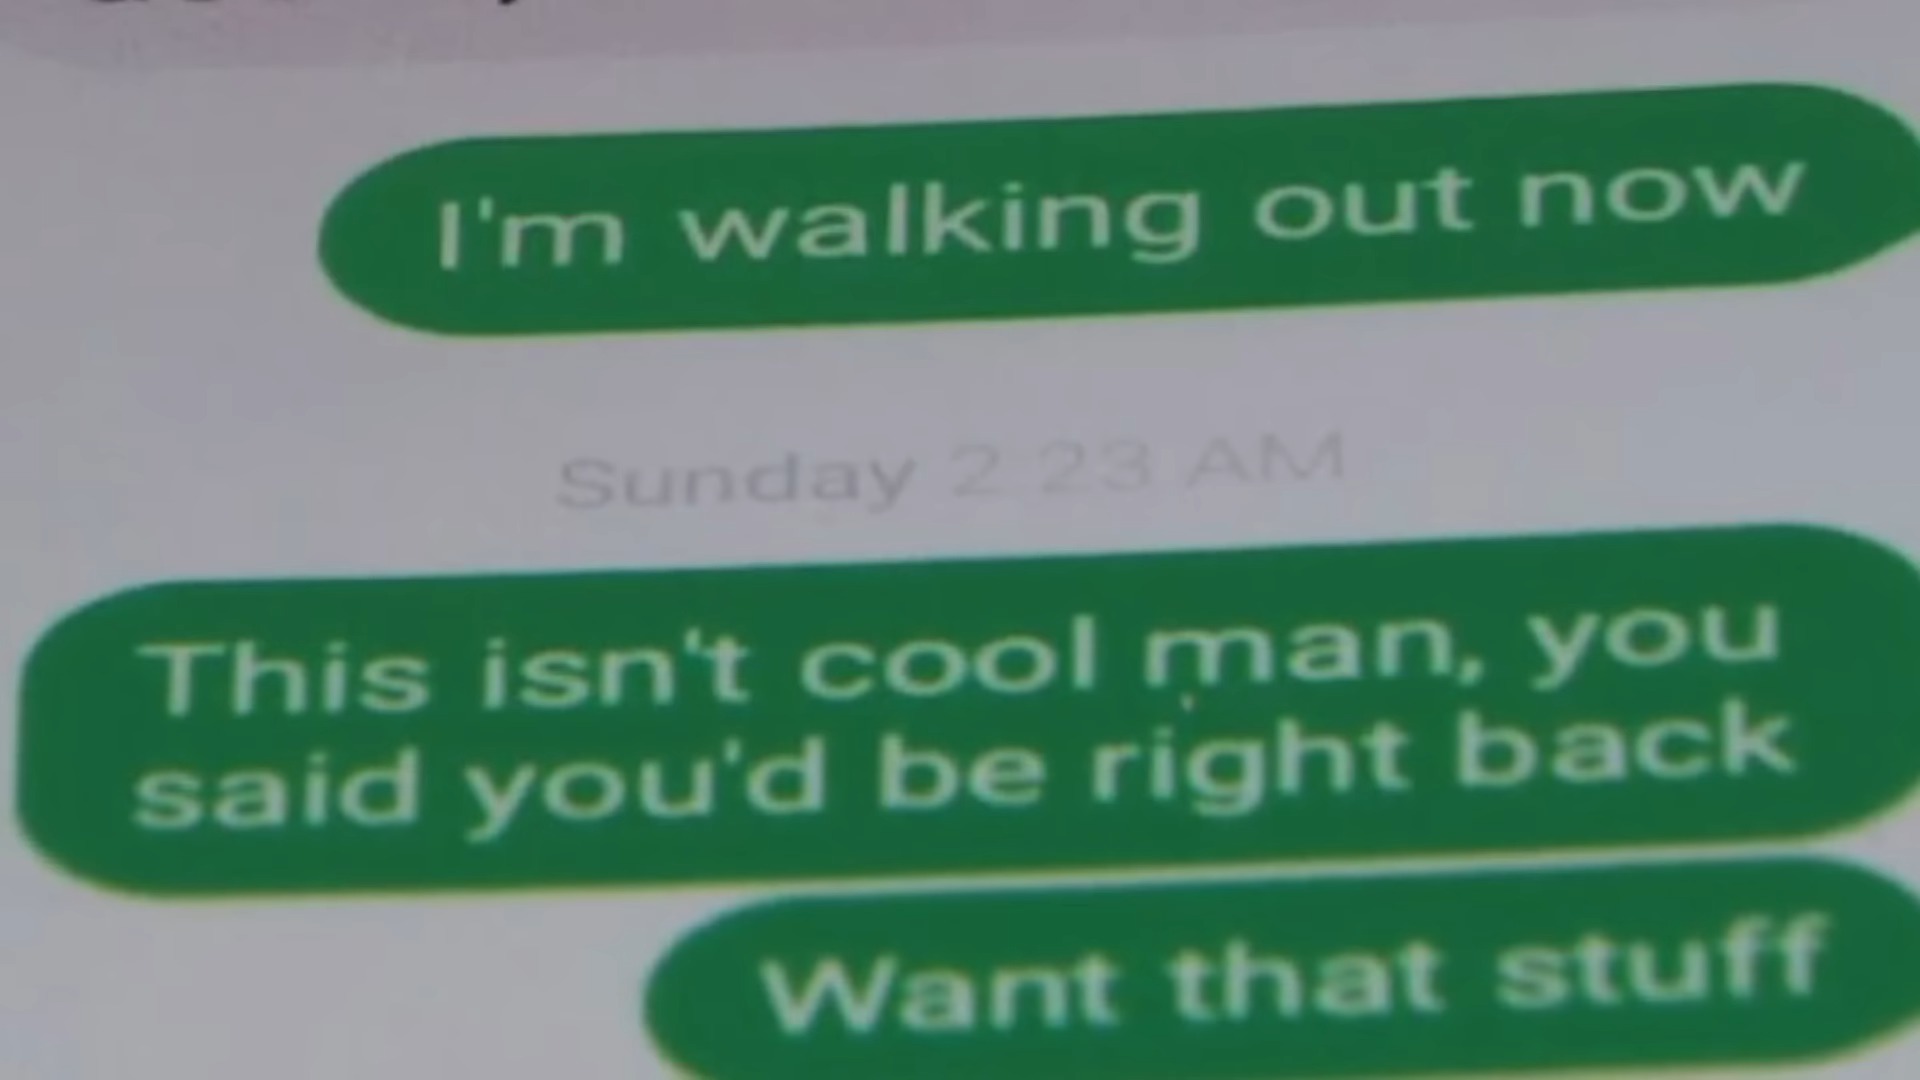 I'm walking out now
Sunday 2 23 AM
This isn't cool man, you
said you'd be right back
Want that stuff